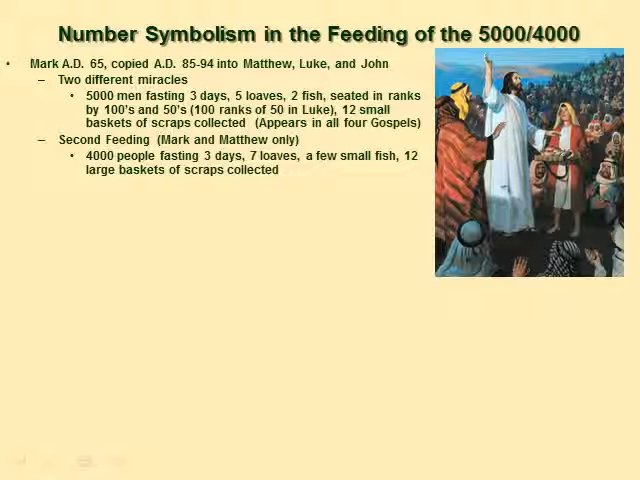 Number Symbolism in the Feeding of the 5000/4000
• Mark A.D. 65, copied A.D. 85-94 into Matthew, Luke, and John
– Two different miracles
• 5000 men fasting 3 days, 5 loaves, 2 fish, seated in ranks
by 100's and 50's (100 ranks of 50 in Luke), 12 small
baskets of scraps collected (Appears in all four Gospels)
– Second Feeding (Mark and Matthew only)
• 4000 people fasting 3 days, 7 loaves, a few small fish, 12
large baskets of scraps collected